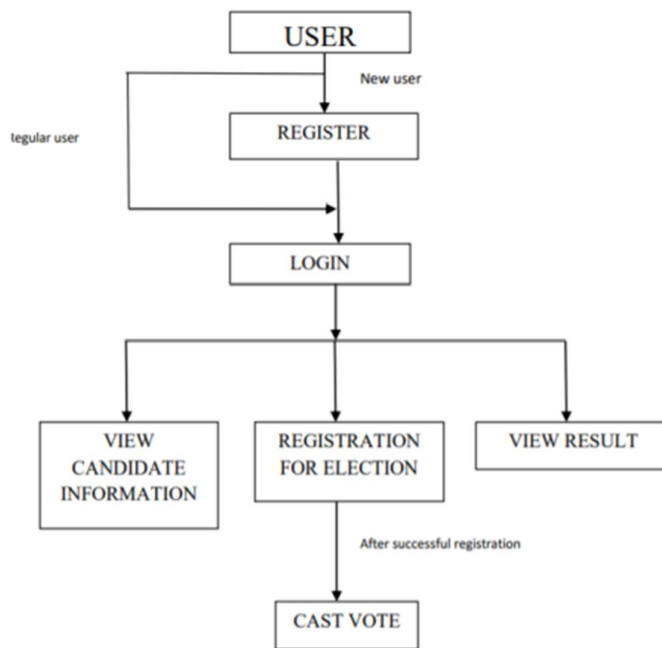 USER
New user
REGISTER
tegular user
LOGIN
VIEW
CANDIDATE
INFORMATION
REGISTRATION
FOR ELECTION
VIEW RESULT
After successful registration
CAST VOTE